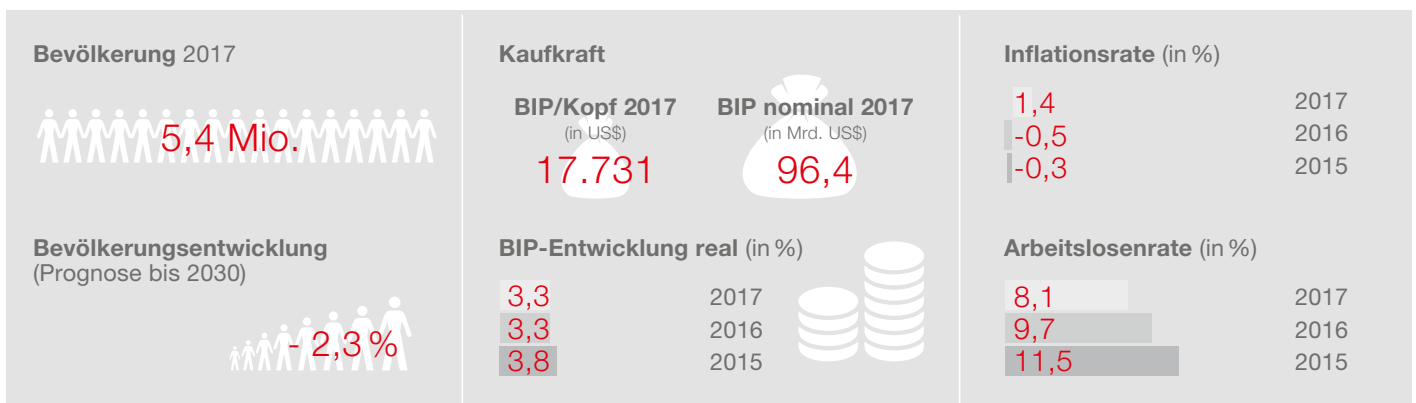 Bevölkerung 2017
5,4 Mio.
Bevölkerungsentwicklung
(Prognose bis 2030)
- 2,3 %
Kaufkraft
BIP/Kopf 2017
(in US$)
17.731
BIP nominal 2017
(in Mrd. US$)
96,4
BIP-Entwicklung real (in %)
3,3 2017
3,3 2016
3,8 2015
Inflationsrate (in %)
1,4 2017
-0,5 2016
-0,3 2015
Arbeitslosenrate (in %)
8,1 2017
9,7 2016
11,5 2015